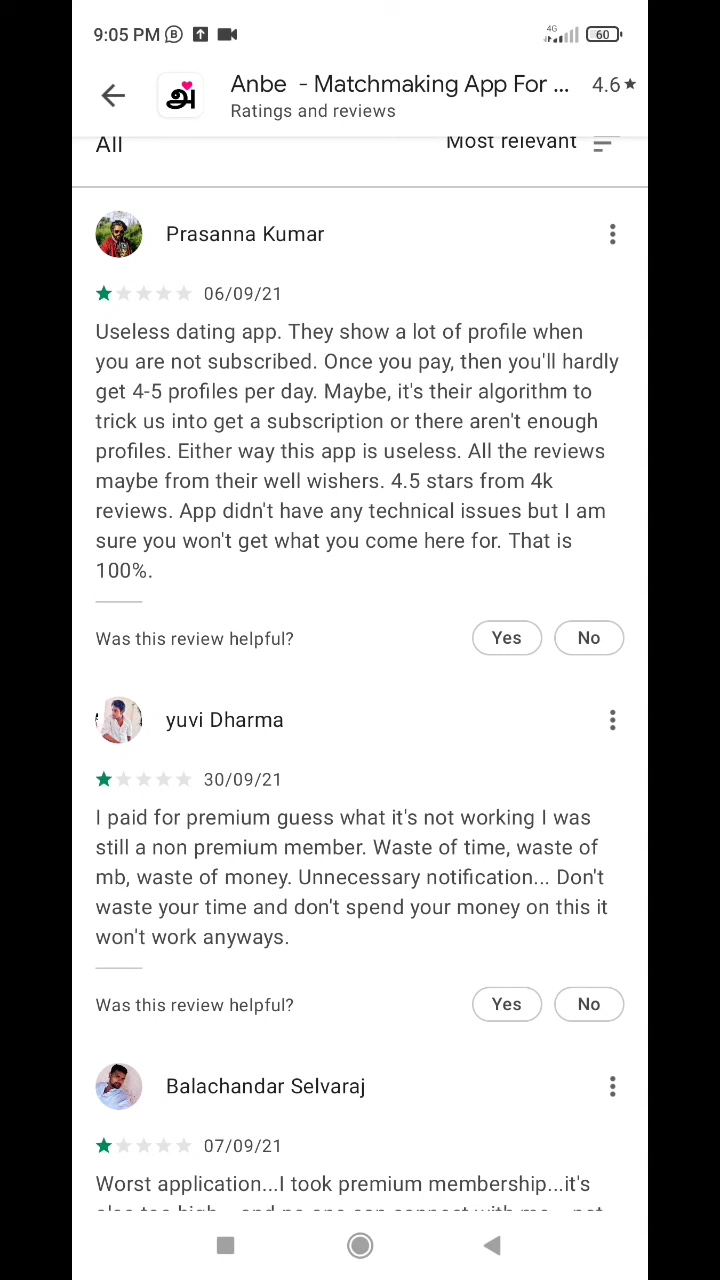 9:05 PM
4G
60
அ
Anbe - Matchmaking App For ...
4.6★
Ratings and reviews
All
Most relevant
Prasanna Kumar
06/09/21
Useless dating app. They show a lot of profile when
you are not subscribed. Once you pay, then you'll hardly
get 4-5 profiles per day. Maybe, it's their algorithm to
trick us into get a subscription or there aren't enough
profiles. Either way this app is useless. All the reviews
maybe from their well wishers. 4.5 stars from 4k
reviews. App didn't have any technical issues but I am
sure you won't get what you come here for. That is
100%.
Was this review helpful?
Yes
No
yuvi Dharma
30/09/21
I paid for premium guess what it's not working I was
still a non premium member. Waste of time, waste of
mb, waste of money. Unnecessary notification... Don't
waste your time and don't spend your money on this it
won't work anyways.
Was this review helpful?
Yes
No
Balachandar Selvaraj
07/09/21
Worst application...I took premium membership...it's